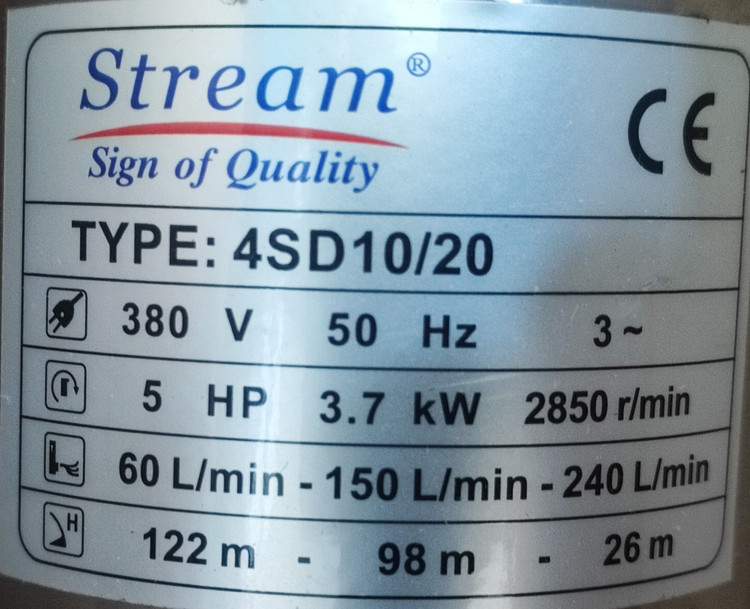 Stream®
CE
Sign of Quality
TYPE: 4SD10/20
380 V 50 Hz 3 ~
5 HP 3.7 kW 2850 r/min
60 L/min - 150 L/min - 240 L/min
H 122 m - 98 m - 26 m